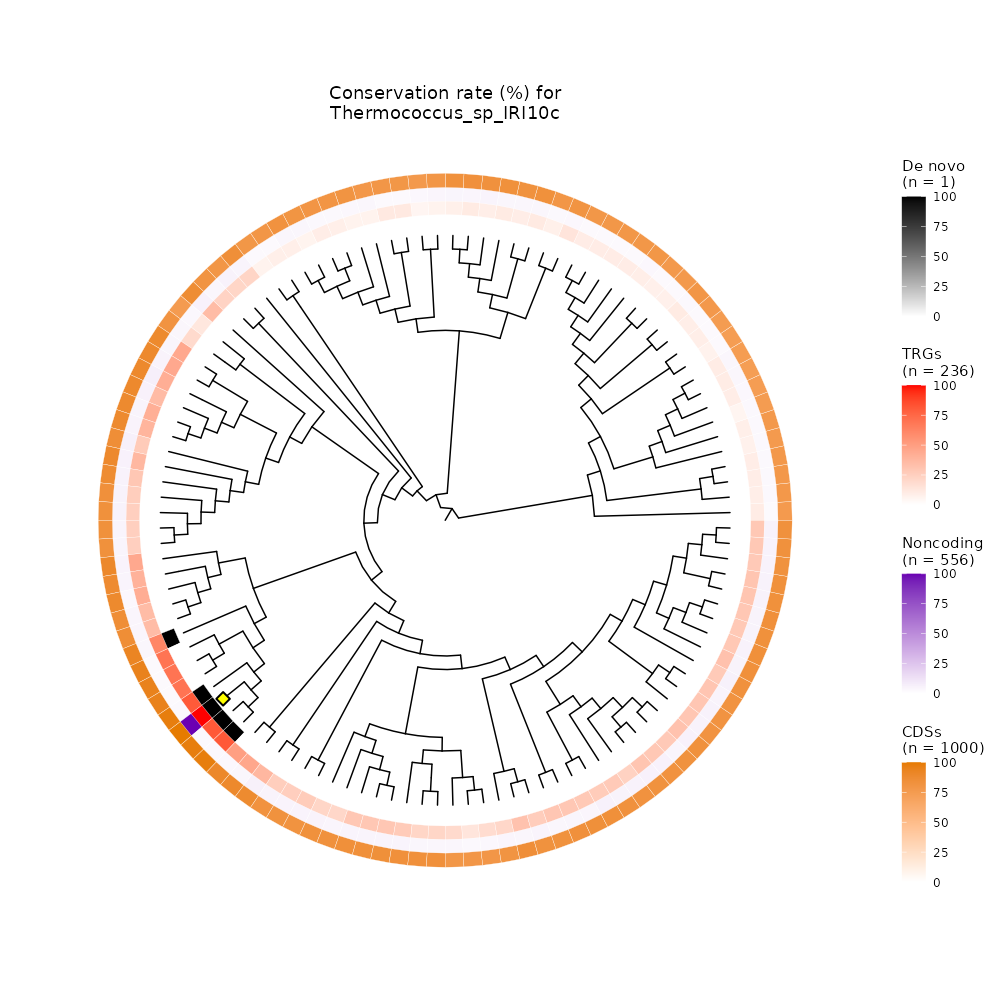 Conservation rate (%) for
Thermococcus_sp_IRI10c
De novo
(n = 1)
100
75
50
25
0
TRGs
(n = 236)
100
75
50
25
0
Noncoding
(n = 556)
100
75
50
25
0
CDSs
(n = 1000)
100
75
50
25
0